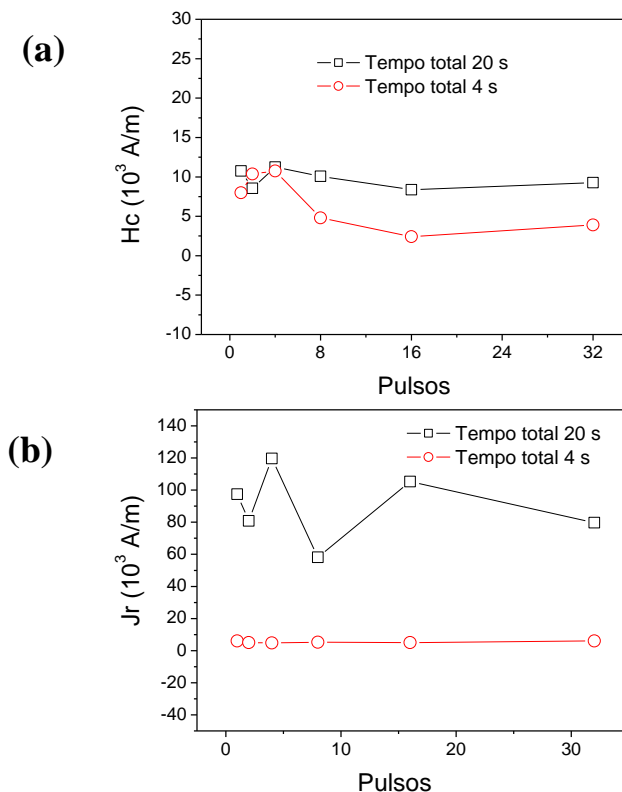 (a)
30
25
20
15
10
5
0
-5
-10
Hc (10³ A/m)
Tempo total 20 s
Tempo total 4 s
0 8 16 24 32
Pulsos
(b)
140
120
100
80
60
40
20
0
-20
-40
Jr (10³ A/m)
Tempo total 20 s
Tempo total 4 s
0 10 20 30
Pulsos